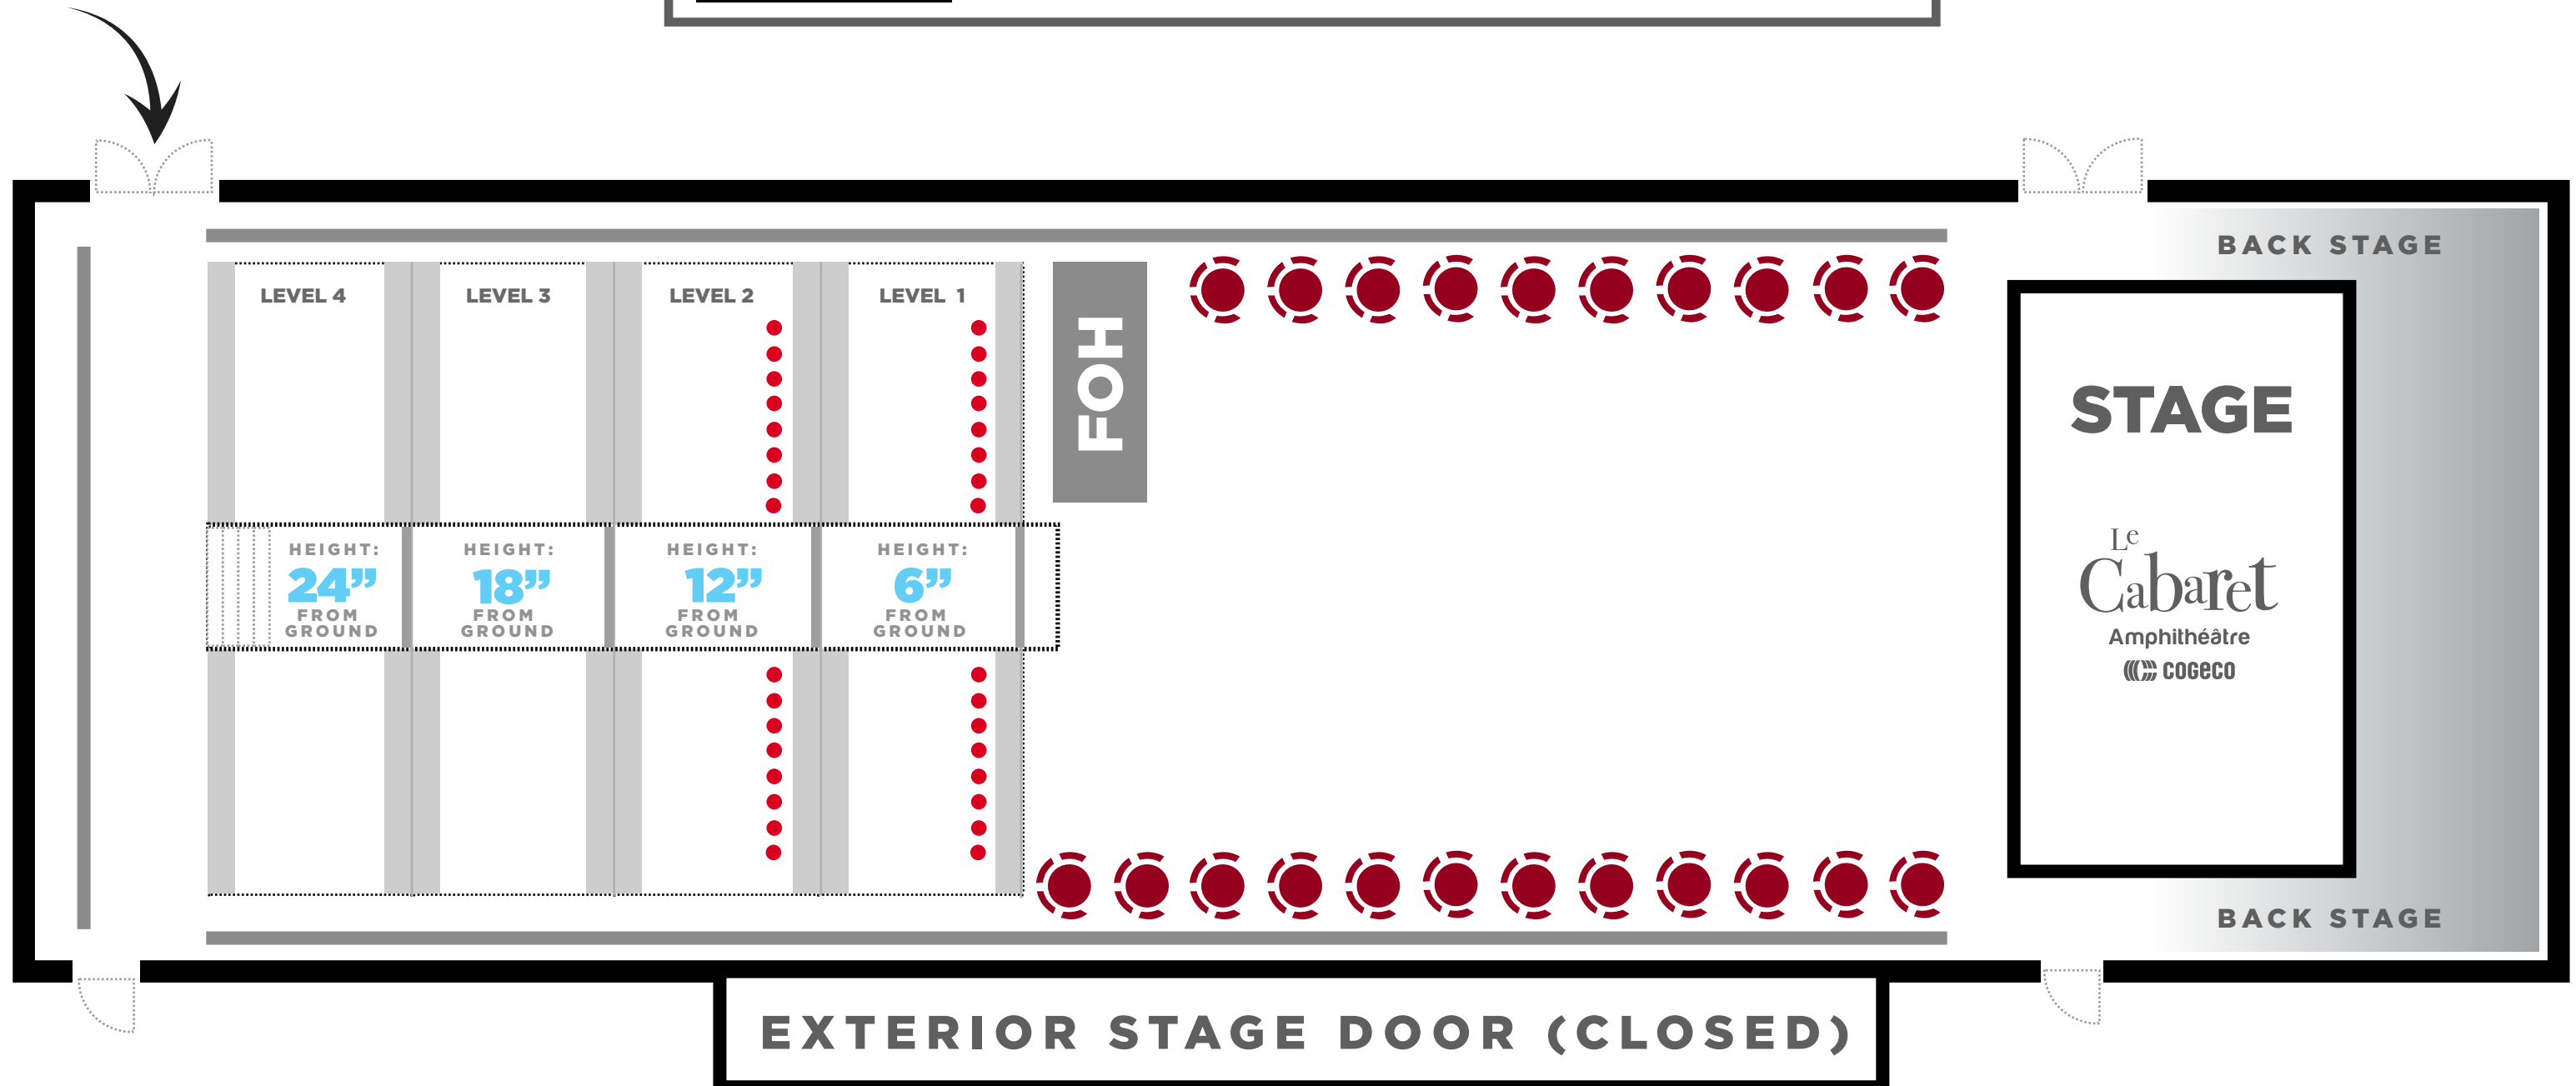 BACK STAGE
LEVEL 4
LEVEL 3
LEVEL 2
LEVEL 1
FOH
STAGE
HEIGHT:
24”
FROM
GROUND
HEIGHT:
18”
FROM
GROUND
HEIGHT:
12”
FROM
GROUND
HEIGHT:
6”
FROM
GROUND
Le
Cabaret
Amphithéâtre
COGECO
BACK STAGE
EXTERIOR STAGE DOOR (CLOSED)